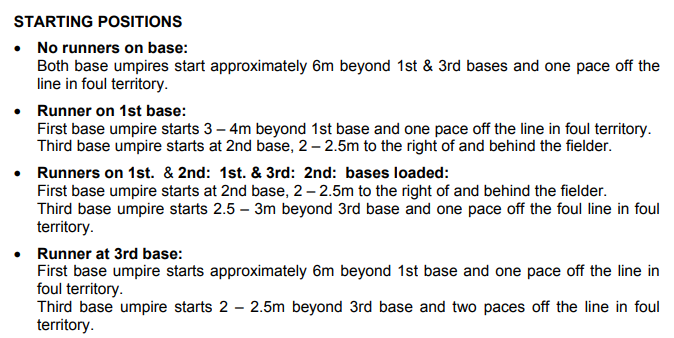 STARTING POSITIONS
• No runners on base:
Both base umpires start approximately 6m beyond 1st & 3rd bases and one pace off the
line in foul territory.
• Runner on 1st base:
First base umpire starts 3 – 4m beyond 1st base and one pace off the line in foul territory.
Third base umpire starts at 2nd base, 2 – 2.5m to the right of and behind the fielder.
• Runners on 1st. & 2nd: 1st. & 3rd: 2nd: bases loaded:
First base umpire starts at 2nd base, 2 – 2.5m to the right of and behind the fielder.
Third base umpire starts 2.5 – 3m beyond 3rd base and one pace off the foul line in foul
territory.
• Runner at 3rd base:
First base umpire starts approximately 6m beyond 1st base and one pace off the line in
foul territory.
Third base umpire starts 2 – 2.5m beyond 3rd base and two paces off the line in foul
territory.